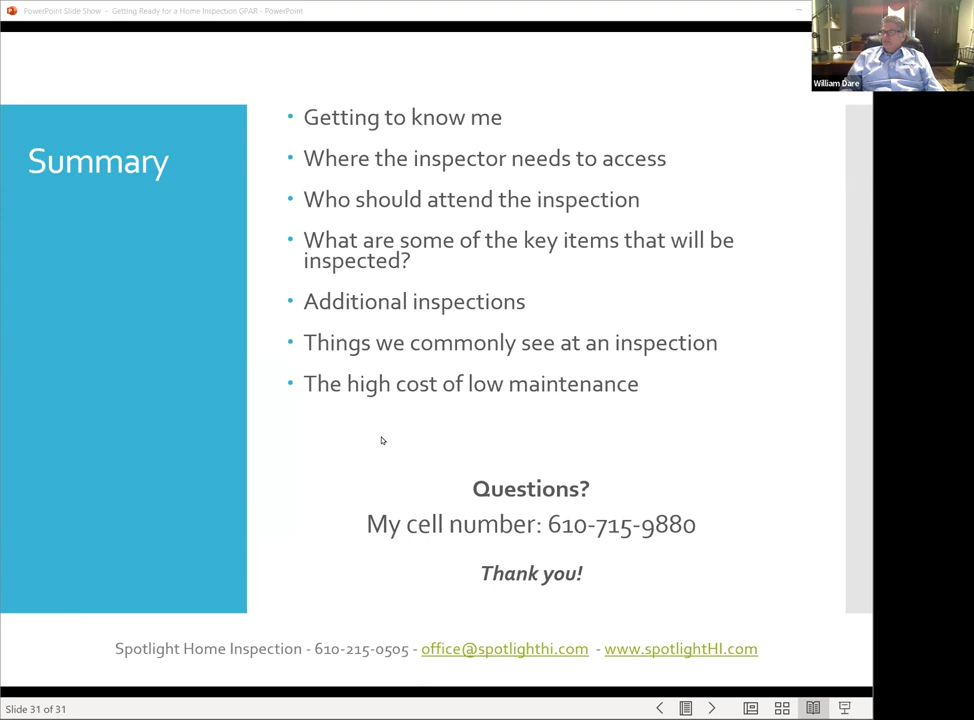 PowerPoint Slide Show - Getting Ready for a Home Inspection GPAR - PowerPoint
William Dare
Summary
• Getting to know me
• Where the inspector needs to access
• Who should attend the inspection
• What are some of the key items that will be
inspected?
• Additional inspections
• Things we commonly see at an inspection
• The high cost of low maintenance
Questions?
My cell number: 610-715-9880
Thank you!
Spotlight Home Inspection - 610-215-0505 - office@spotlighthi.com - www.spotlightHI.com
Slide 31 of 31